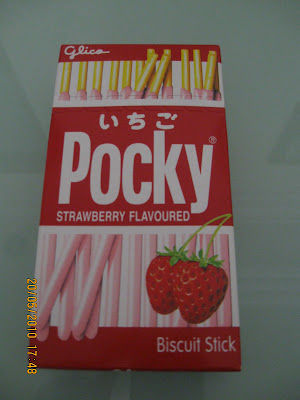 Glico
いちご
Pocky®
STRAWBERRY FLAVOURED
Biscuit Stick
20/05/2010 17:48